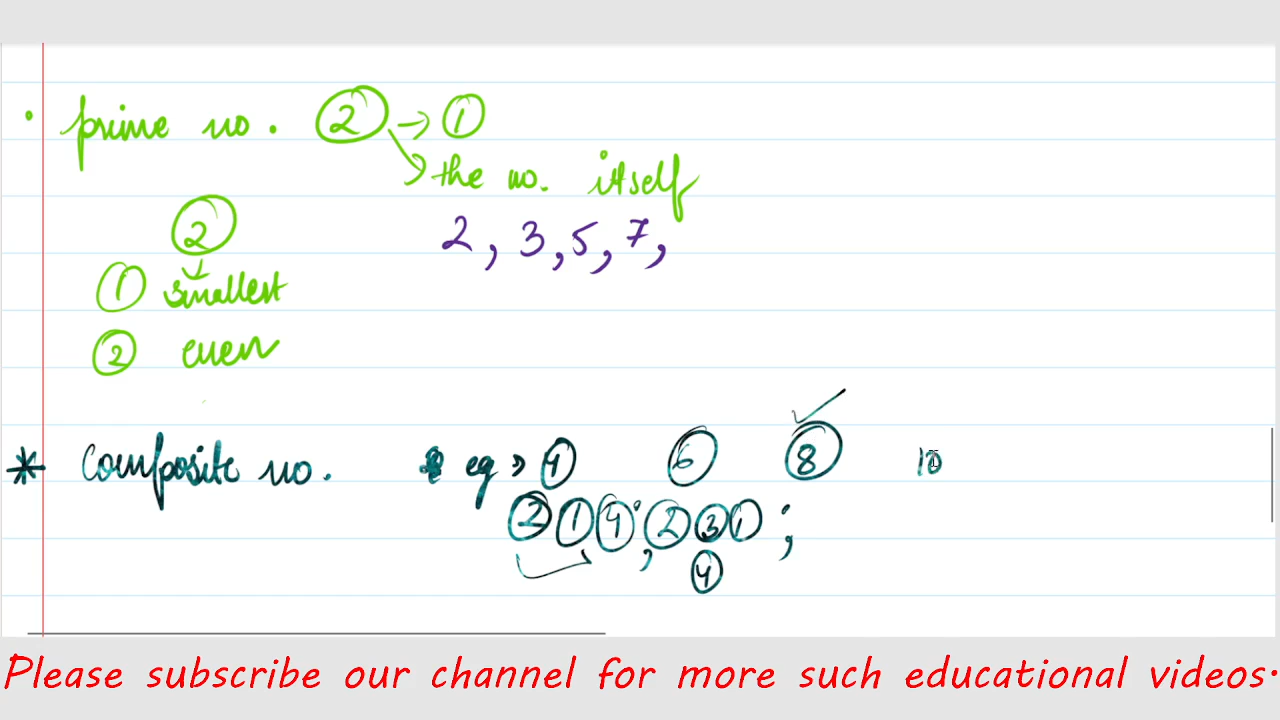 • prime no. 2 → 1
→ the no. itself
2
2, 3, 5, 7,
1 smallest
2 even
* Composite no. eg → 4 6 8 10
2 1 4 ; 2 3 1 ;
4
Please subscribe our channel for more such educational videos.